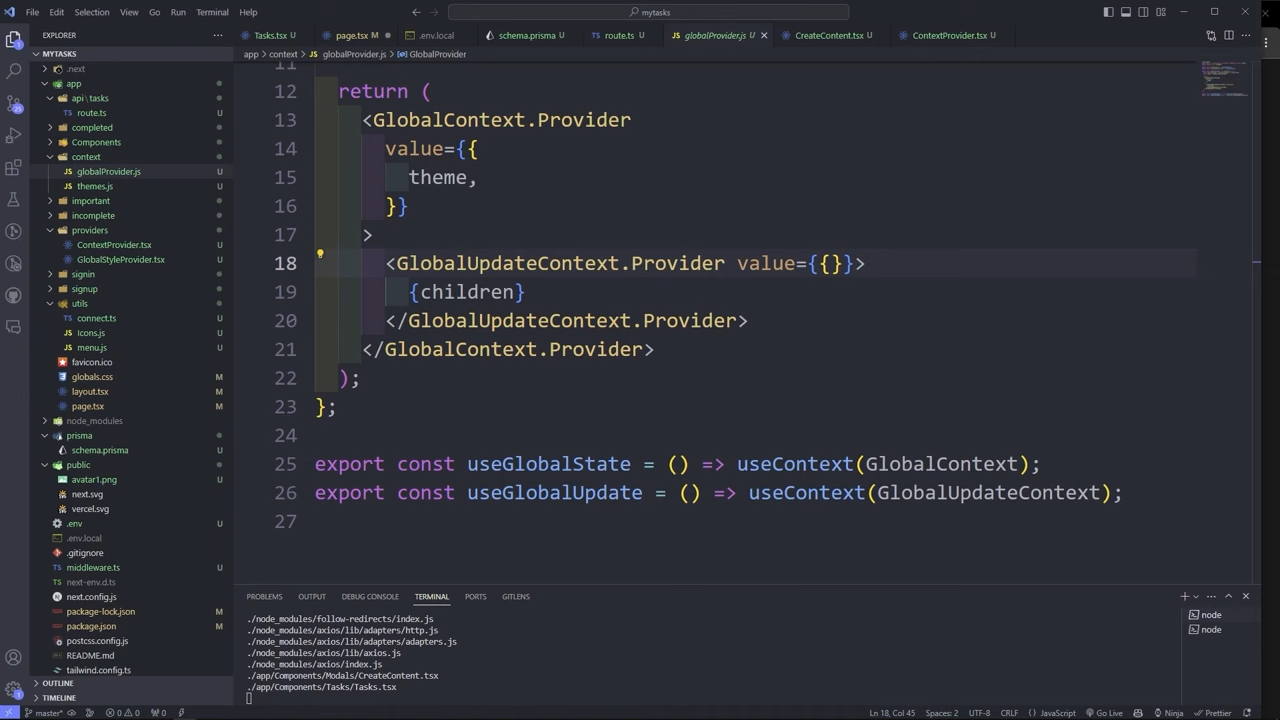 File Edit Selection View Go Run Terminal Help
mytasks
EXPLORER
Tasks.tsx U
page.tsx
.env.local
schema.prisma U
route.ts U
globalProvider.js U
CreateContent.tsx U
ContextProvider.tsx U
app > context > globalProvider.js > GlobalProvider
MYTASKS
.next
app
api\tasks
route.ts U
completed
Components
context
globalProvider.js U
themes.js U
important
incomplete
providers
ContextProvider.tsx U
GlobalStyleProvider.tsx U
signin
signup
utils
connect.ts U
Icons.js U
menu.js U
favicon.ico
globals.css M
layout.tsx U
page.tsx M
node_modules
prisma
schema.prisma U
public
avatar1.png U
next.svg
vercel.svg
.env U
.env.local
.gitignore
middleware.ts U
next-env.d.ts
next.config.js
package-lock.json M
package.json M
postcss.config.js
README.md
tailwind.config.ts
OUTLINE
TIMELINE
11
12 return (
13 <GlobalContext.Provider
14 value={{
15 theme,
16 }}
17 >
18 <GlobalUpdateContext.Provider value={{}}>
19 {children}
20 </GlobalUpdateContext.Provider>
21 </GlobalContext.Provider>
22 );
23 };
24
25 export const useGlobalState = () => useContext(GlobalContext);
26 export const useGlobalUpdate = () => useContext(GlobalUpdateContext);
27
PROBLEMS OUTPUT DEBUG CONSOLE TERMINAL PORTS GITLENS
./node_modules/follow-redirects/index.js
./node_modules/axios/lib/adapters/http.js
./node_modules/axios/lib/adapters/adapters.js
./node_modules/axios/lib/axios.js
./node_modules/axios/index.js
./app/Components/Modals/CreateContent.tsx
./app/Components/Tasks/Tasks.tsx
node
node
master* 0 0 0 Ln 18, Col 45 Spaces: 2 UTF-8 CRLF {} JavaScript Go Live Ninja Prettier